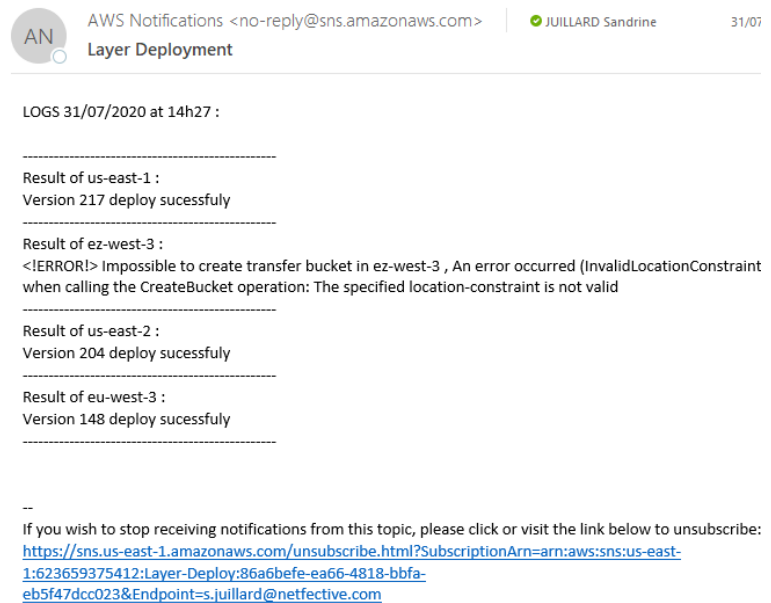 AN
AWS Notifications <no-reply@sns.amazonaws.com>
JUILLARD Sandrine
31/07
Layer Deployment
LOGS 31/07/2020 at 14h27 :
-------------------------------------------------
Result of us-east-1 :
Version 217 deploy sucessfuly
-------------------------------------------------
Result of ez-west-3 :
<!ERROR!> Impossible to create transfer bucket in ez-west-3 , An error occurred (InvalidLocationConstraint
when calling the CreateBucket operation: The specified location-constraint is not valid
-------------------------------------------------
Result of us-east-2 :
Version 204 deploy sucessfuly
-------------------------------------------------
Result of eu-west-3 :
Version 148 deploy sucessfuly
-------------------------------------------------
--
If you wish to stop receiving notifications from this topic, please click or visit the link below to unsubscribe:
https://sns.us-east-1.amazonaws.com/unsubscribe.html?SubscriptionArn=arn:aws:sns:us-east-
1:623659375412:Layer-Deploy:86a6befe-ea66-4818-bbfa-
eb5f47dcc023&Endpoint=s.juillard@netfective.com